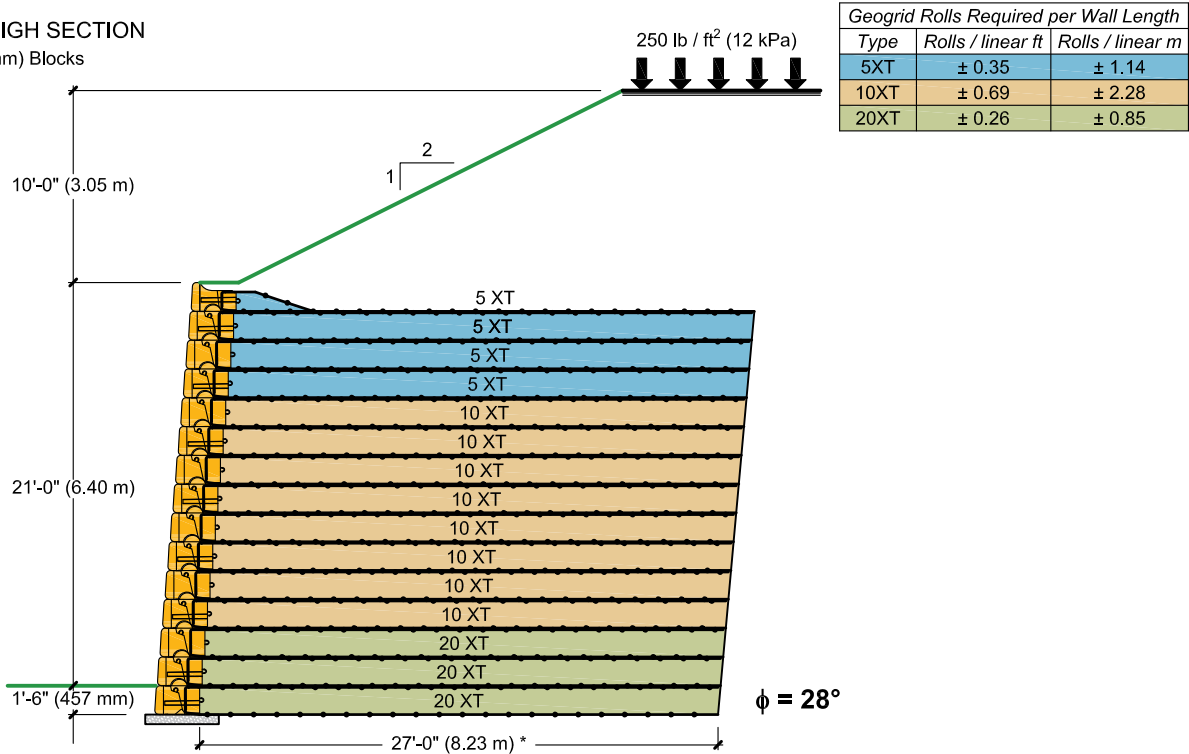 IGH SECTION
m) Blocks
250 lb / ft² (12 kPa)
Geogrid Rolls Required per Wall Length
Type Rolls / linear ft Rolls / linear m
5XT ± 0.35 ± 1.14
10XT ± 0.69 ± 2.28
20XT ± 0.26 ± 0.85
2
1
10'-0" (3.05 m)
5 XT
5 XT
5 XT
5 XT
10 XT
10 XT
10 XT
21'-0" (6.40 m)
10 XT
10 XT
10 XT
10 XT
10 XT
20 XT
20 XT
1'-6" (457 mm)
20 XT
ϕ = 28°
27'-0" (8.23 m) *